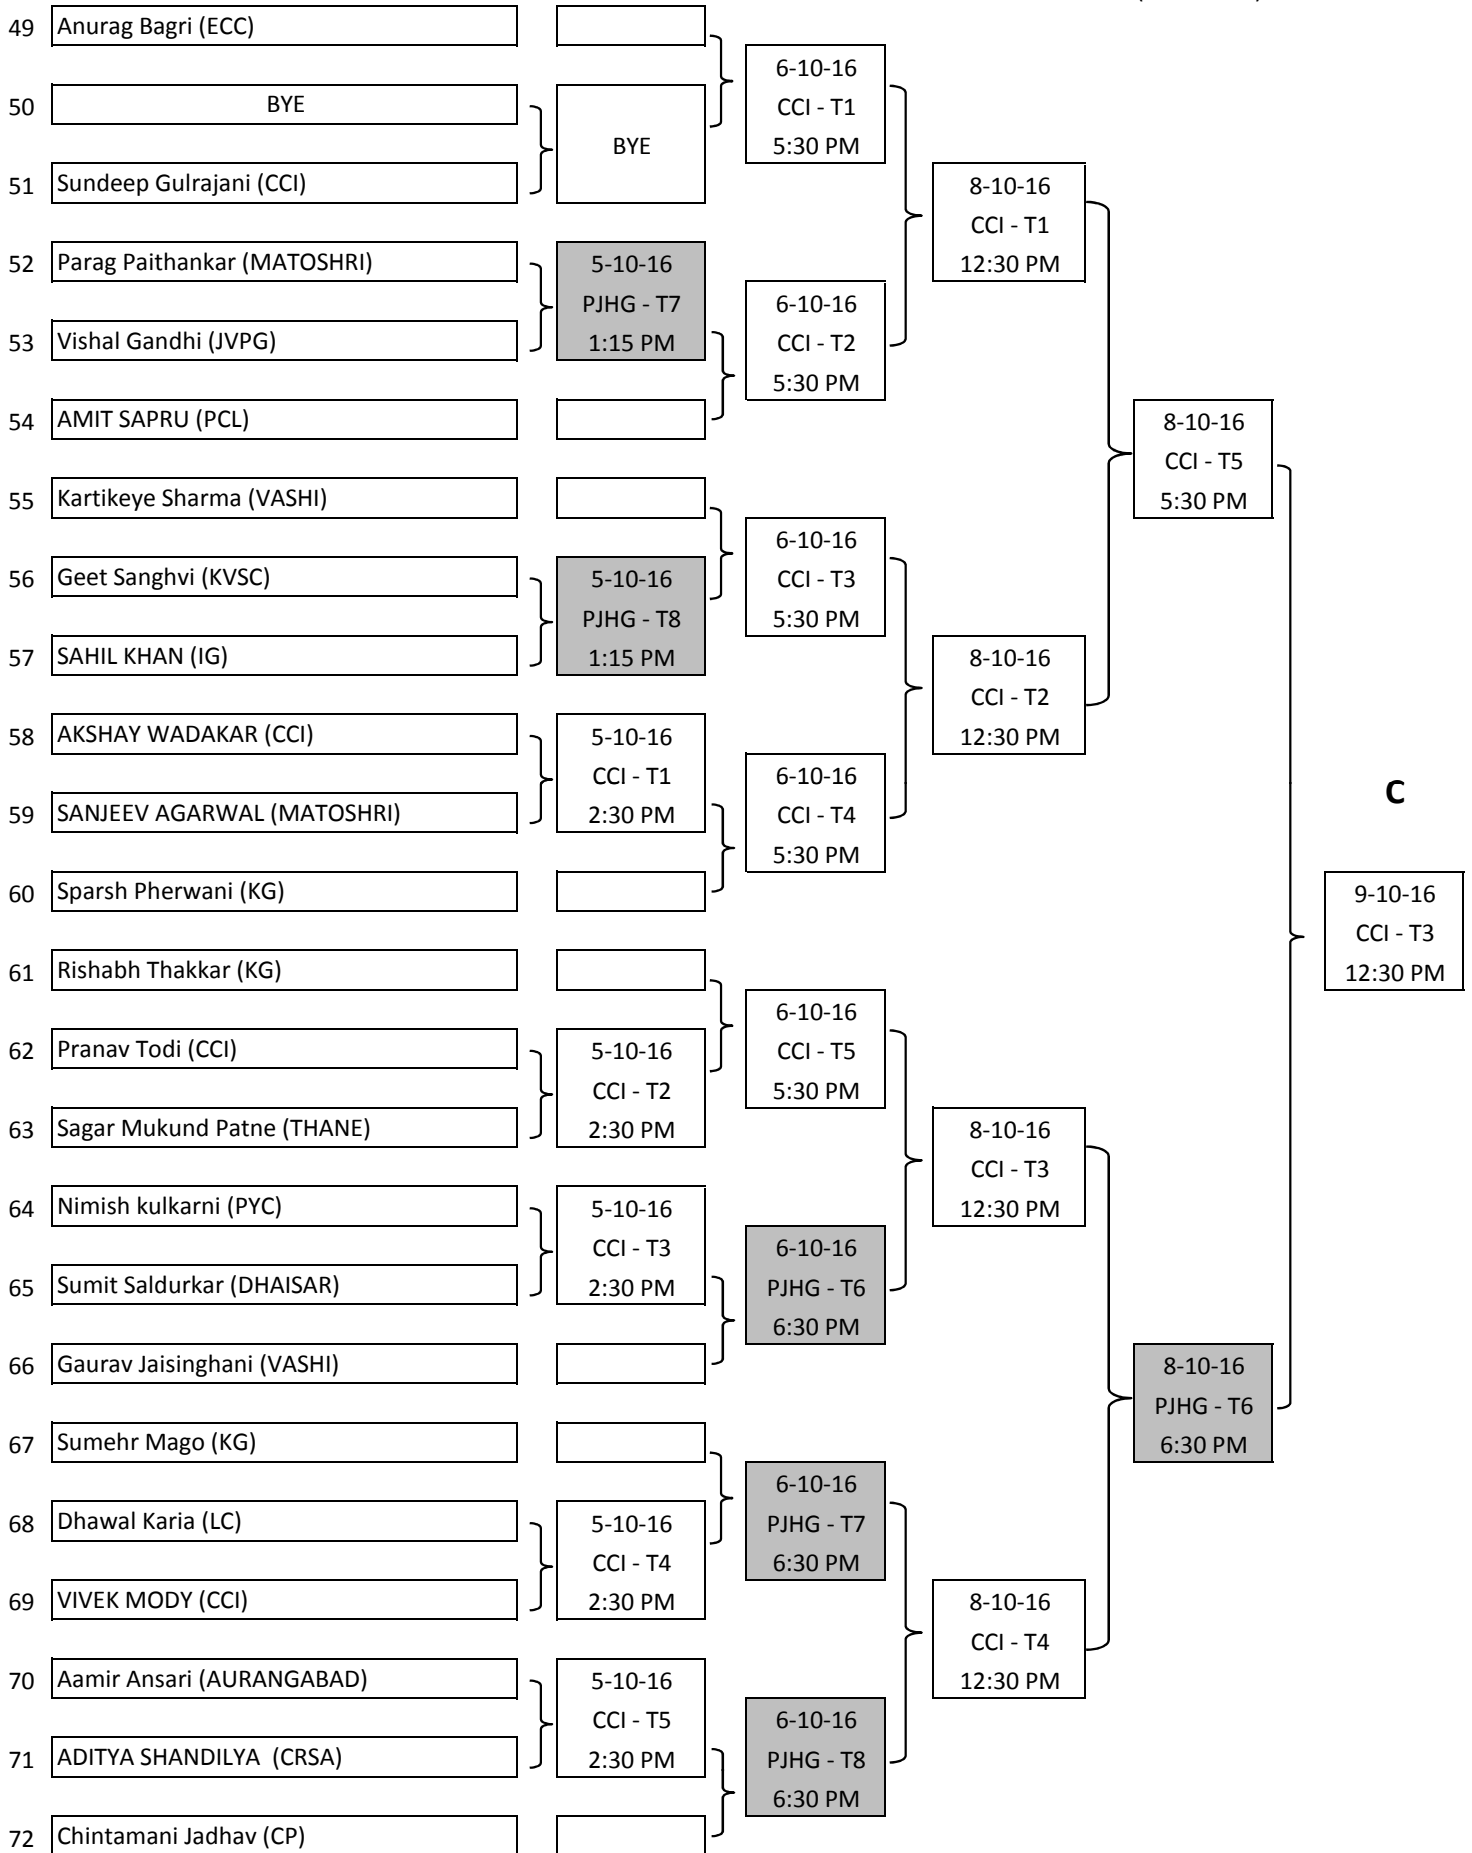 49 Anurag Bagri (ECC)
6-10-16
50 BYE
CCI - T1
BYE
5:30 PM
51 Sundeep Gulrajani (CCI)
8-10-16
CCI - T1
52 Parag Paithankar (MATOSHRI)
5-10-16
12:30 PM
PJHG - T7
6-10-16
53 Vishal Gandhi (JVPG)
1:15 PM
CCI - T2
5:30 PM
54 AMIT SAPRU (PCL)
8-10-16
CCI - T5
55 Kartikeye Sharma (VASHI)
5:30 PM
6-10-16
56 Geet Sanghvi (KVSC)
5-10-16
CCI - T3
PJHG - T8
5:30 PM
57 SAHIL KHAN (IG)
1:15 PM
8-10-16
CCI - T2
58 AKSHAY WADAKAR (CCI)
5-10-16
12:30 PM
CCI - T1
6-10-16
C
59 SANJEEV AGARWAL (MATOSHRI)
2:30 PM
CCI - T4
5:30 PM
60 Sparsh Pherwani (KG)
9-10-16
CCI - T3
61 Rishabh Thakkar (KG)
12:30 PM
6-10-16
62 Pranav Todi (CCI)
5-10-16
CCI - T5
CCI - T2
5:30 PM
63 Sagar Mukund Patne (THANE)
2:30 PM
8-10-16
CCI - T3
64 Nimish kulkarni (PYC)
5-10-16
12:30 PM
CCI - T3
6-10-16
65 Sumit Saldurkar (DHAISAR)
2:30 PM
PJHG - T6
6:30 PM
66 Gaurav Jaisinghani (VASHI)
8-10-16
PJHG - T6
67 Sumehr Mago (KG)
6:30 PM
6-10-16
68 Dhawal Karia (LC)
5-10-16
PJHG - T7
CCI - T4
6:30 PM
69 VIVEK MODY (CCI)
2:30 PM
8-10-16
CCI - T4
70 Aamir Ansari (AURANGABAD)
5-10-16
12:30 PM
CCI - T5
6-10-16
71 ADITYA SHANDILYA (CRSA)
2:30 PM
PJHG - T8
6:30 PM
72 Chintamani Jadhav (CP)